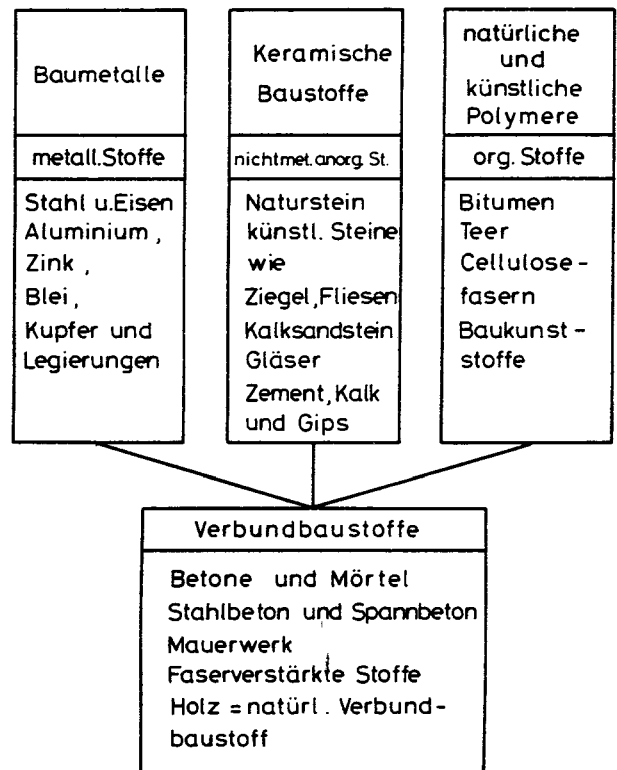 Baumetalle
metall. Stoffe
Stahl u. Eisen
Aluminium,
Zink,
Blei,
Kupfer und
Legierungen
Keramische
Baustoffe
nichtmet. anorg. St.
Naturstein
künstl. Steine
wie
Ziegel, Fliesen
Kalksandstein
Gläser
Zement, Kalk
und Gips
natürliche
und
künstliche
Polymere
org. Stoffe
Bitumen
Teer
Cellulose-
fasern
Baukunst-
stoffe
Verbundbaustoffe
Betone und Mörtel
Stahlbeton und Spannbeton
Mauerwerk
Faserverstärkte Stoffe
Holz = natürl. Verbund-
baustoff